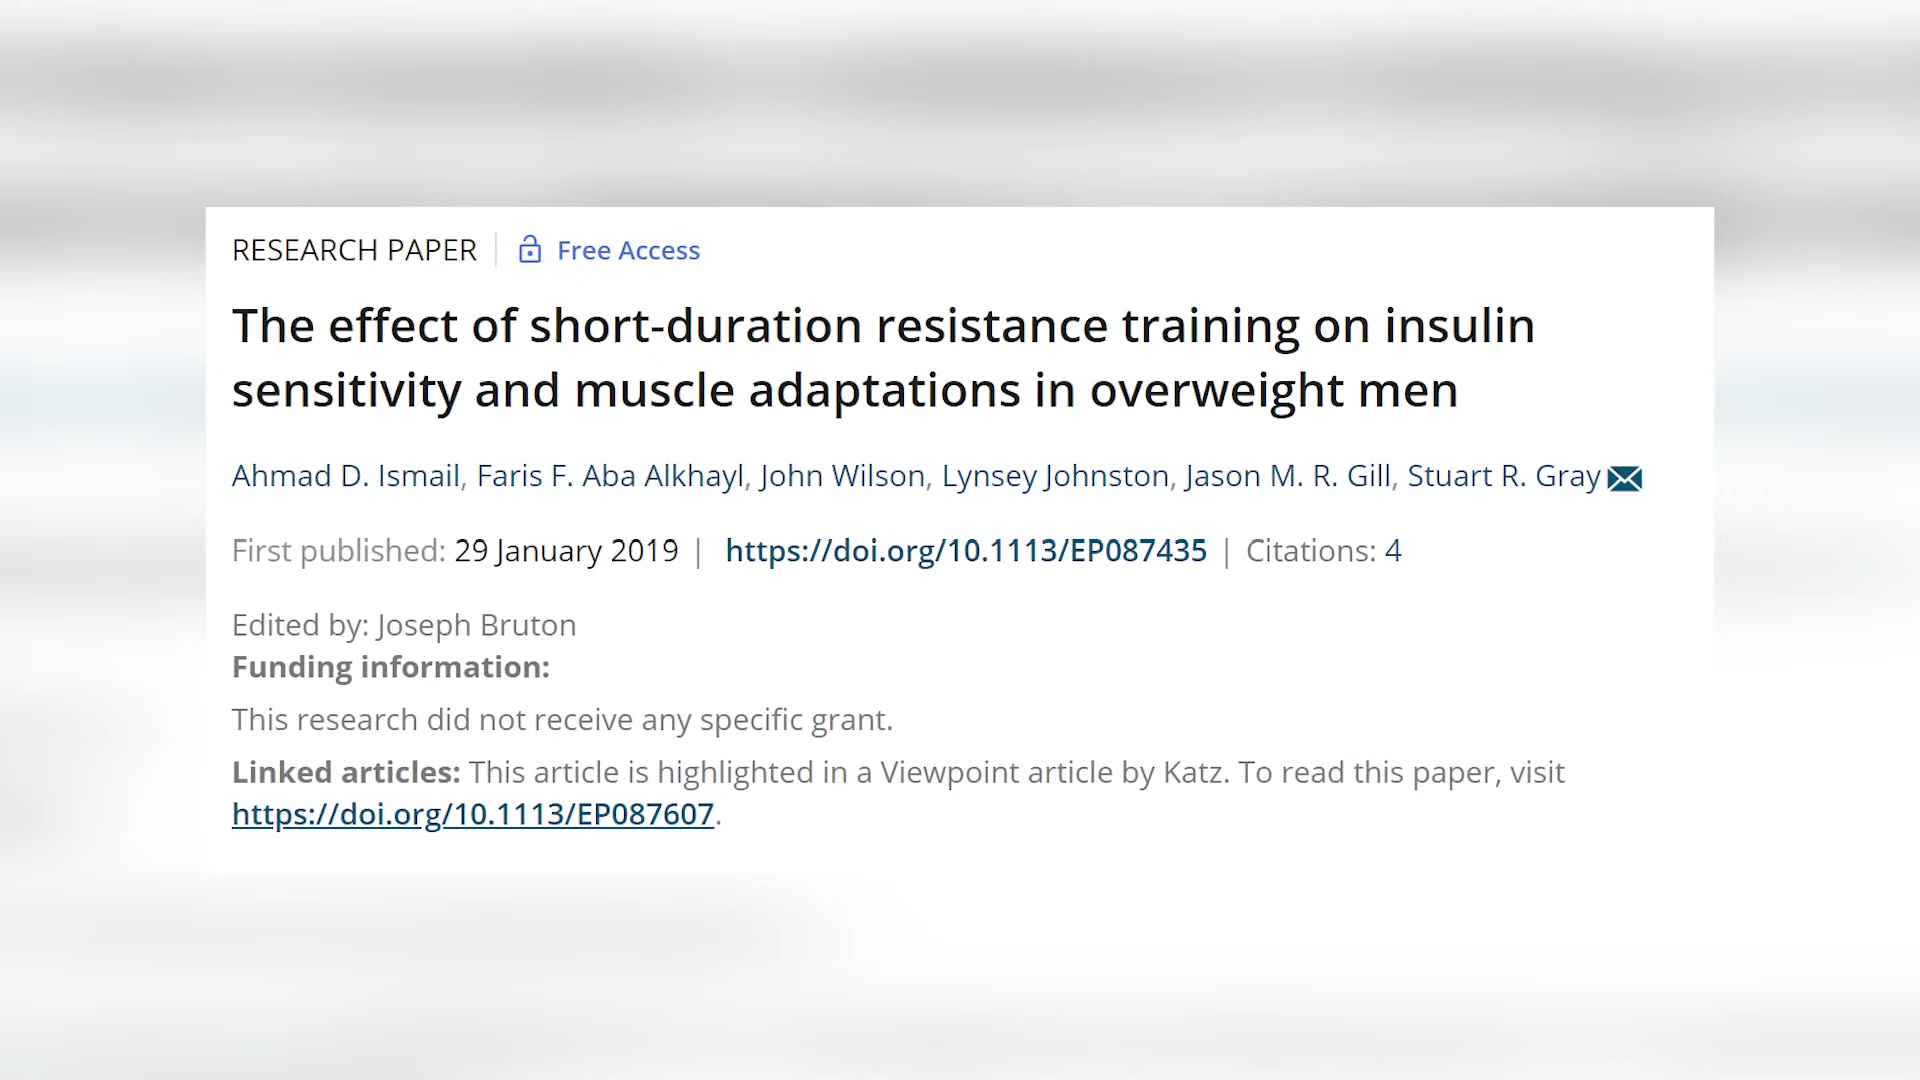 RESEARCH PAPER | Free Access
The effect of short-duration resistance training on insulin
sensitivity and muscle adaptations in overweight men
Ahmad D. Ismail, Faris F. Aba Alkhayl, John Wilson, Lynsey Johnston, Jason M. R. Gill, Stuart R. Gray
First published: 29 January 2019 | https://doi.org/10.1113/EP087435 | Citations: 4
Edited by: Joseph Bruton
Funding information:
This research did not receive any specific grant.
Linked articles: This article is highlighted in a Viewpoint article by Katz. To read this paper, visit
https://doi.org/10.1113/EP087607.